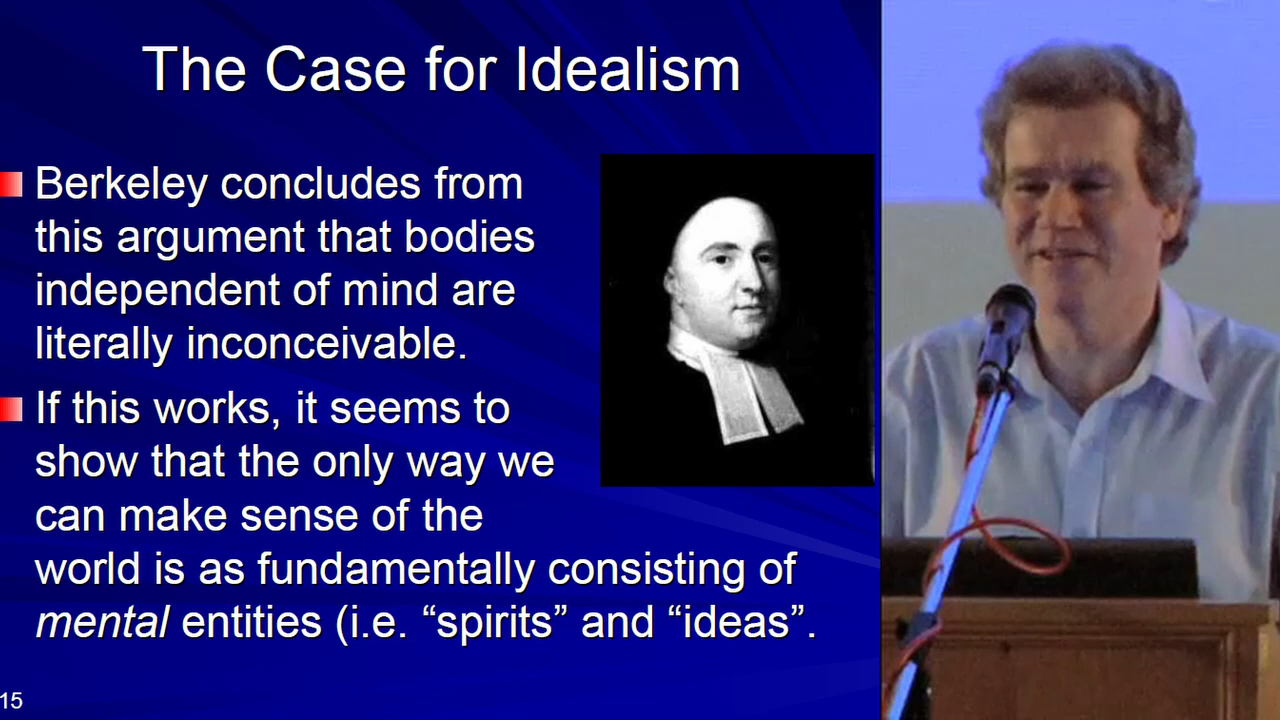 The Case for Idealism
Berkeley concludes from
this argument that bodies
independent of mind are
literally inconceivable.
If this works, it seems to
show that the only way we
can make sense of the
world is as fundamentally consisting of
mental entities (i.e. “spirits” and “ideas”.
15